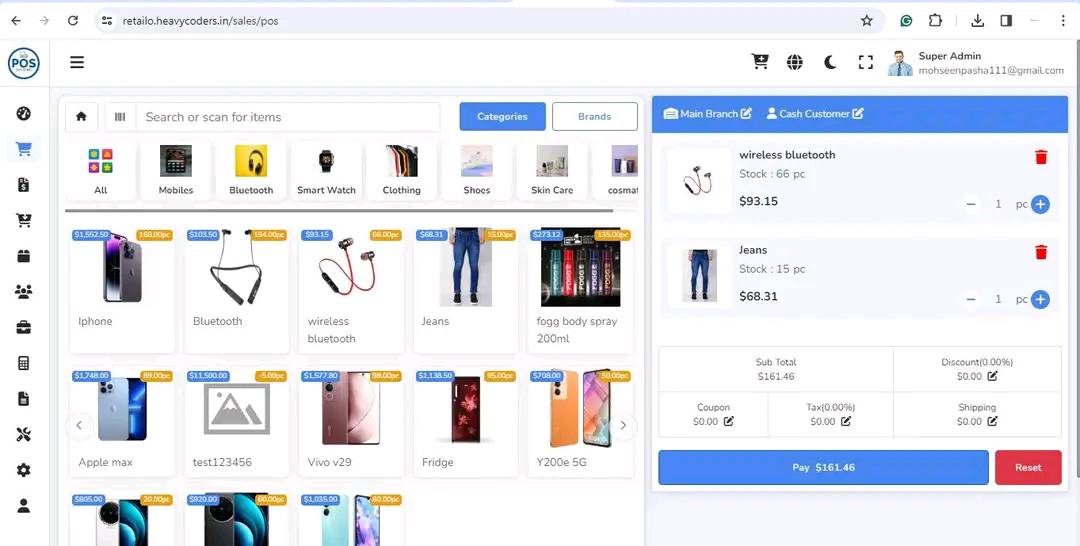 retailo.heavycoders.in/sales/pos
POS
Super Admin
mohseenpasha111@gmail.com
Search or scan for items
Categories
Brands
All
Mobiles
Bluetooth
Smart Watch
Clothing
Shoes
Skin Care
cosmat
$1,552.50
168.00pc
Iphone
$103.50
194.00pc
Bluetooth
$93.15
66.00pc
wireless
bluetooth
$68.31
15.00pc
Jeans
$273.12
135.00pc
FOGG FOGG FOGG FOGG FOGG
fogg body spray
200ml
$1,748.00
89.00pc
Apple max
$11,500.00
-5.00pc
test123456
$1,577.80
98.00pc
Vivo v29
$1,138.50
95.00pc
Fridge
$708.00
50.00pc
Y200e 5G
$805.00
20.00pc
$920.00
60.00pc
$1,035.00
60.00pc
Main Branch
Cash Customer
wireless bluetooth
Stock : 66 pc
$93.15
1 pc
Jeans
Stock : 15 pc
$68.31
1 pc
Sub Total
$161.46
Discount(0.00%)
$0.00
Coupon
$0.00
Tax(0.00%)
$0.00
Shipping
$0.00
Pay $161.46
Reset